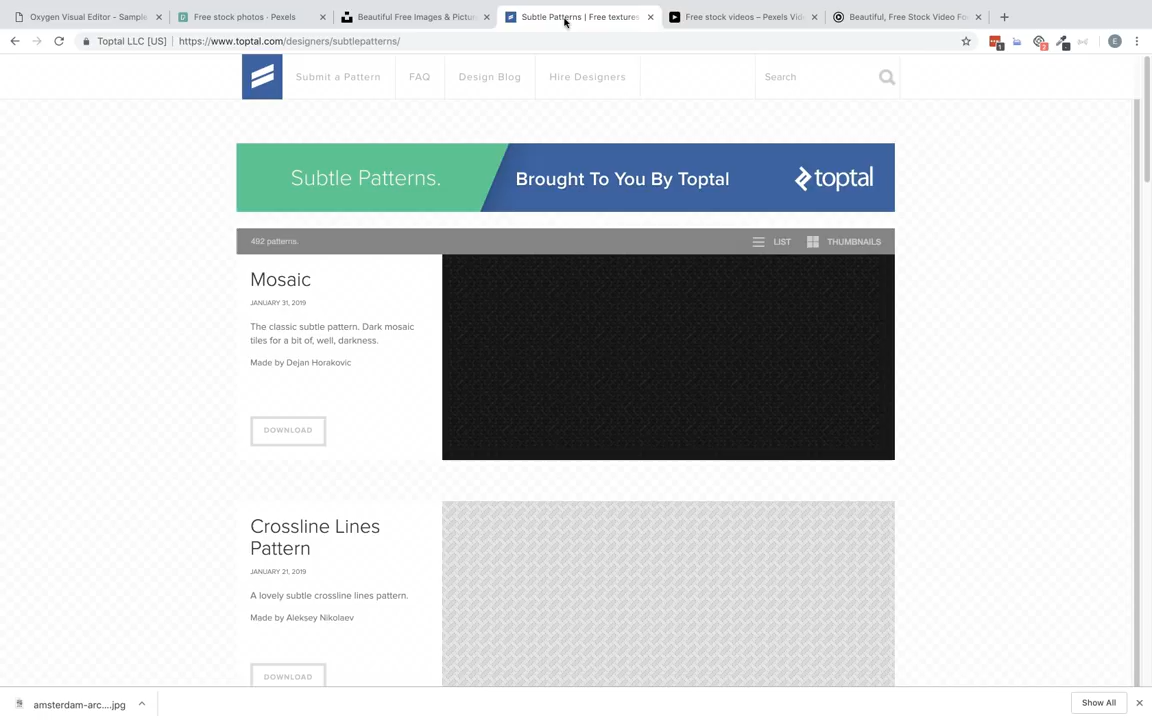 Oxygen Visual Editor - Sample
Free stock photos · Pexels
Beautiful Free Images & Pictur
Subtle Patterns | Free textures
Free stock videos – Pexels Vid
Beautiful, Free Stock Video Fo
Toptal LLC [US] | https://www.toptal.com/designers/subtlepatterns/
1
2
E
Submit a Pattern
FAQ
Design Blog
Hire Designers
Search
Subtle Patterns.
Brought To You By Toptal
toptal
492 patterns.
LIST
THUMBNAILS
Mosaic
JANUARY 31, 2019
The classic subtle pattern. Dark mosaic
tiles for a bit of, well, darkness.
Made by Dejan Horakovic
DOWNLOAD
Crossline Lines
Pattern
JANUARY 21, 2019
A lovely subtle crossline lines pattern.
Made by Aleksey Nikolaev
DOWNLOAD
amsterdam-arc....jpg
Show All